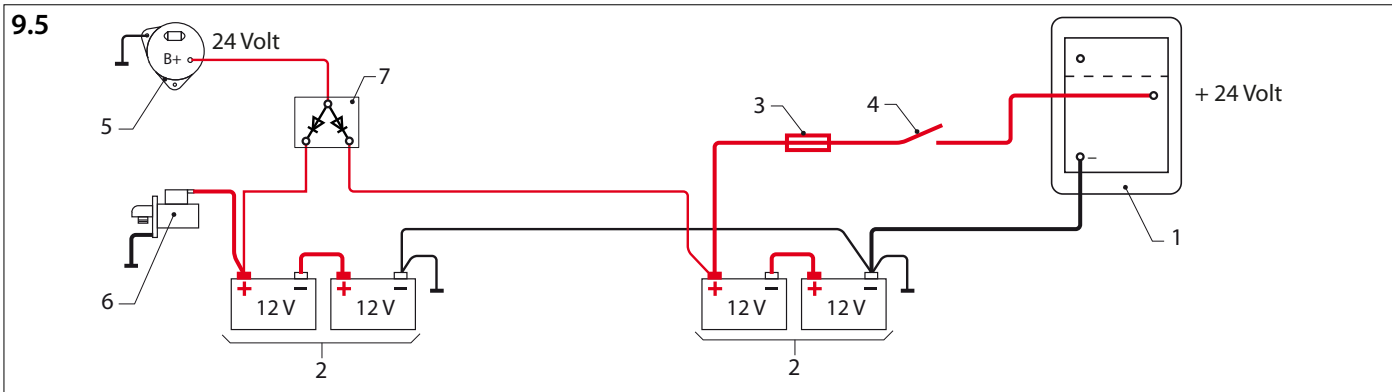 9.5
24 Volt
B+
7
5
3
4
+ 24 Volt
–
1
6
+ – + –
12 V 12 V
2
+ – + –
12 V 12 V
2